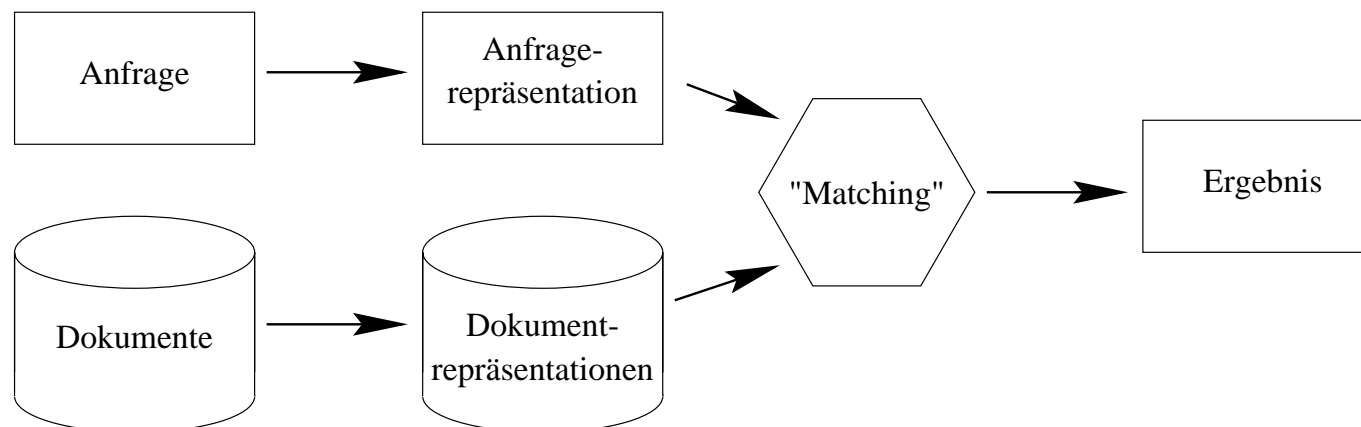 Anfrage
Anfrage-
repräsentation
"Matching"
Ergebnis
Dokumente
Dokument-
repräsentationen